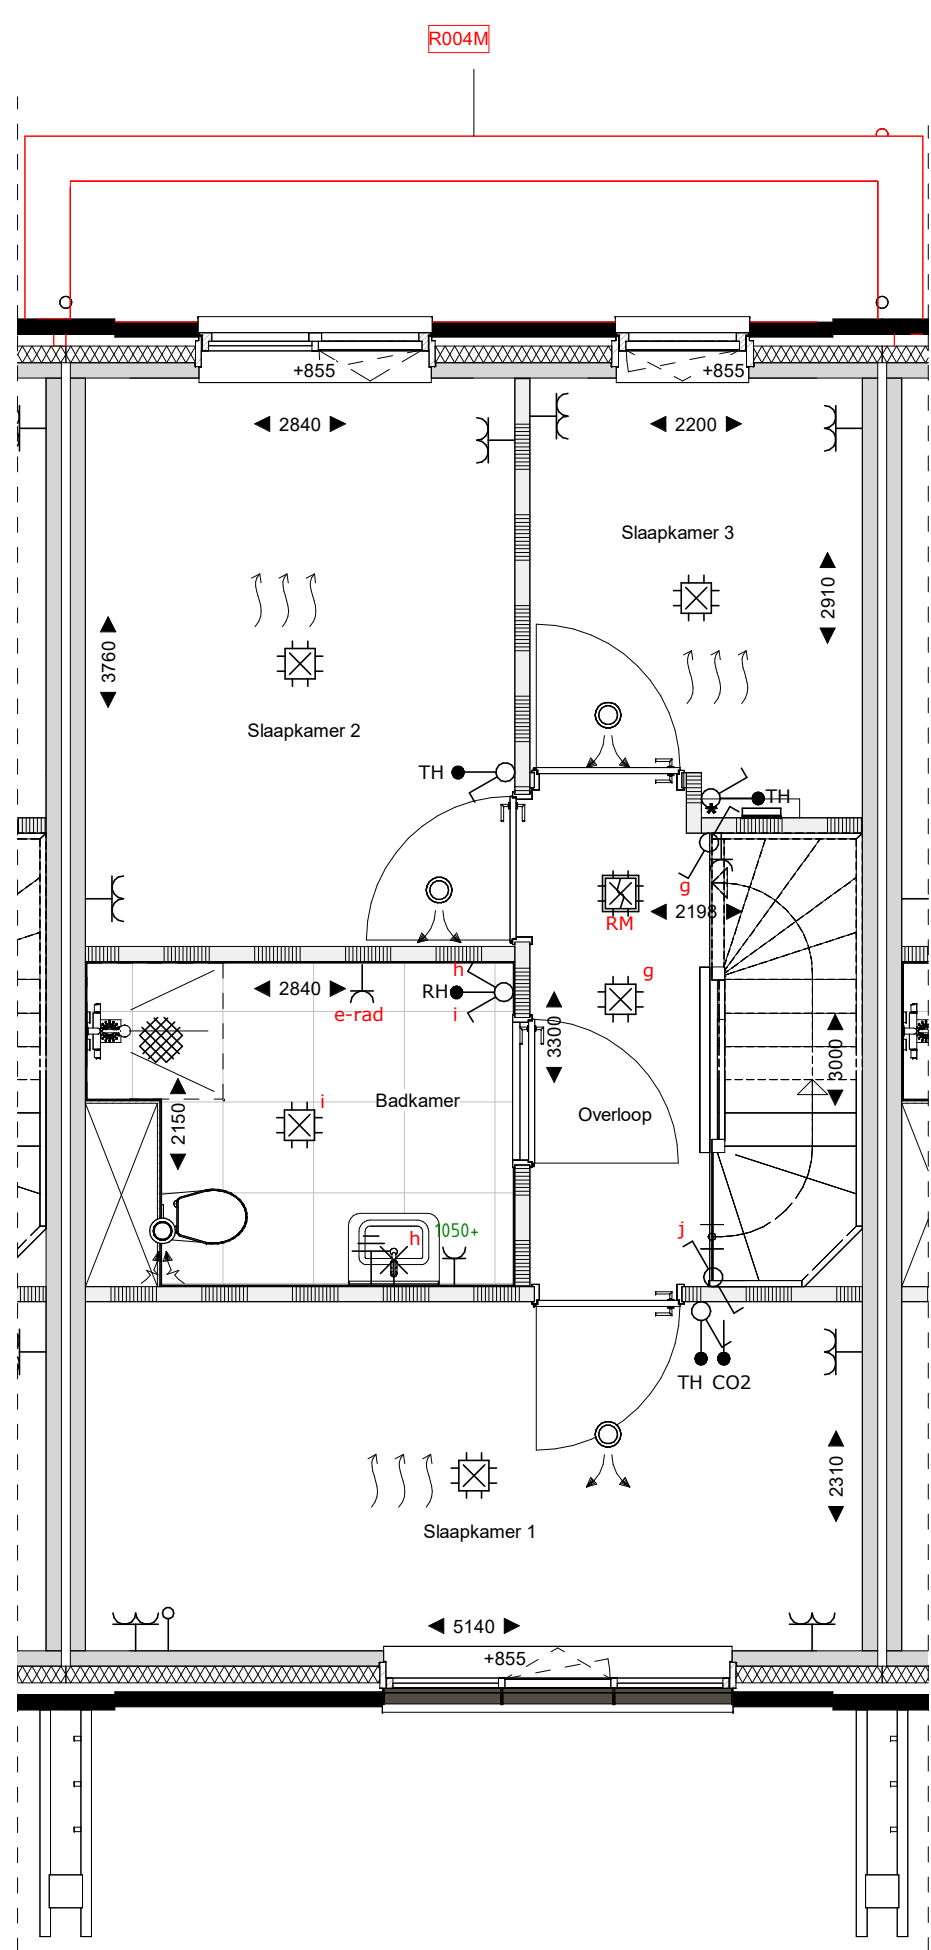 R004M
+855
+855
2840
2200
Slaapkamer 3
2910
3760
Slaapkamer 2
TH
TH
*
g
2198
RM
h
g
2840
RH
e-rad
i
3300
3000
i
Badkamer
2150
Overloop
h
1050+
j
TH CO2
2310
Slaapkamer 1
5140
+855